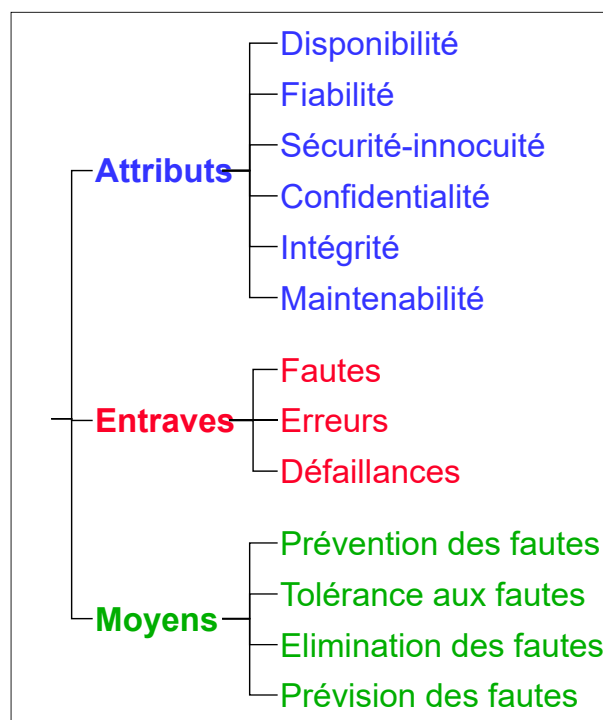 Disponibilité
Fiabilité
Sécurité-innocuité
Attributs
Confidentialité
Intégrité
Maintenabilité
Fautes
Entraves
Erreurs
Défaillances
Prévention des fautes
Tolérance aux fautes
Moyens
Elimination des fautes
Prévision des fautes